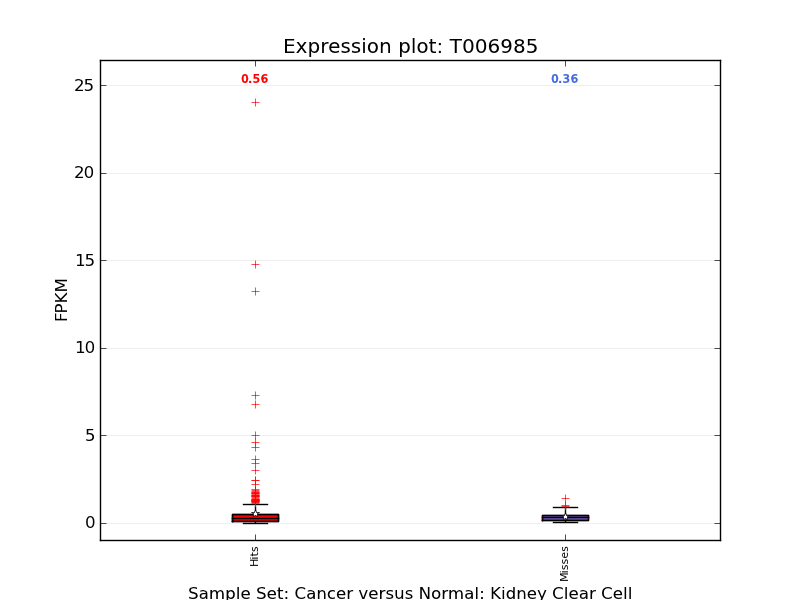 Expression plot: T006985
0.56
0.36
25
20
15
10
5
0
FPKM
Hits
Misses
Sample Set: Cancer versus Normal: Kidney Clear Cell